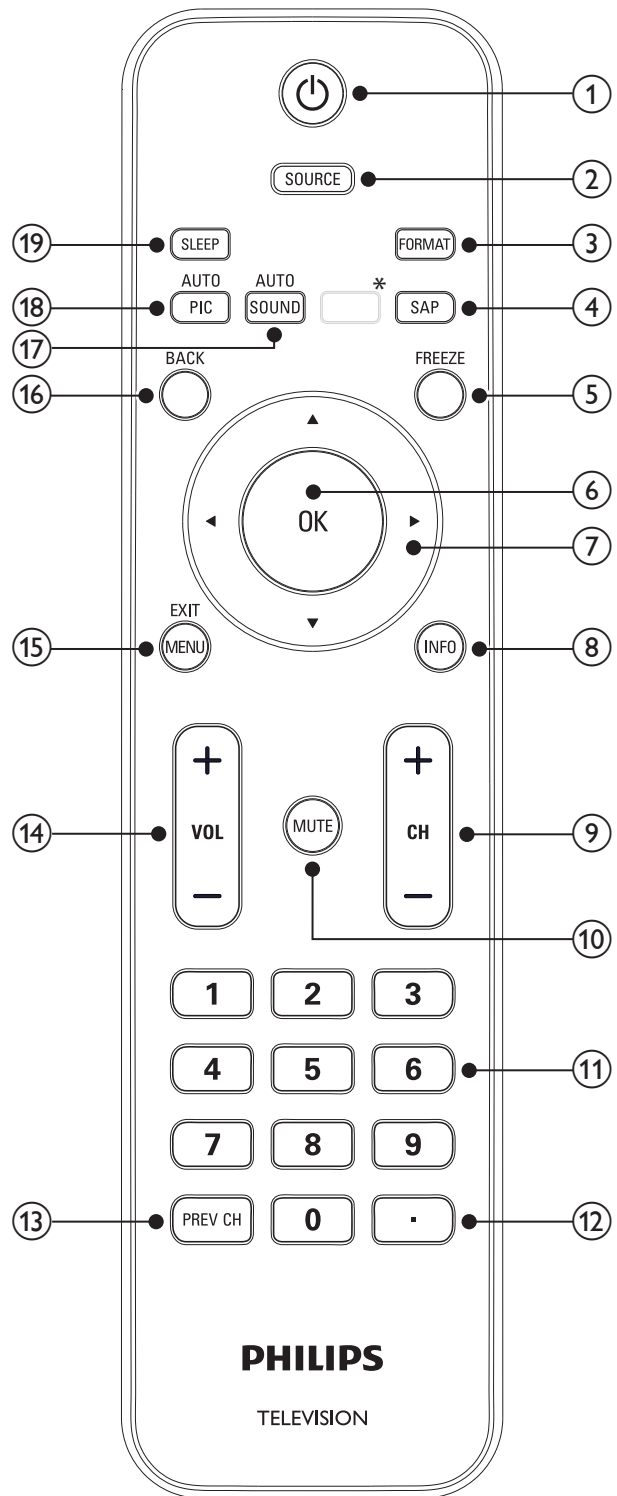 ①
SOURCE ②
⑲ SLEEP FORMAT ③
AUTO AUTO *
⑱ PIC SOUND SAP ④
⑰
BACK FREEZE
⑯ ⑤
⑥
OK
⑦
EXIT
⑮ MENU INFO ⑧
+ +
⑭ VOL MUTE CH ⑨
− −
⑩
1 2 3
4 5 6 ⑪
7 8 9
⑬ PREV CH 0 . ⑫
PHILIPS
TELEVISION